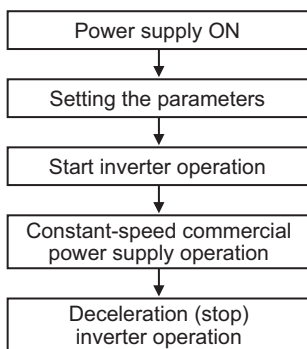 Power supply ON
Setting the parameters
Start inverter operation
Constant-speed commercial
power supply operation
Deceleration (stop)
inverter operation